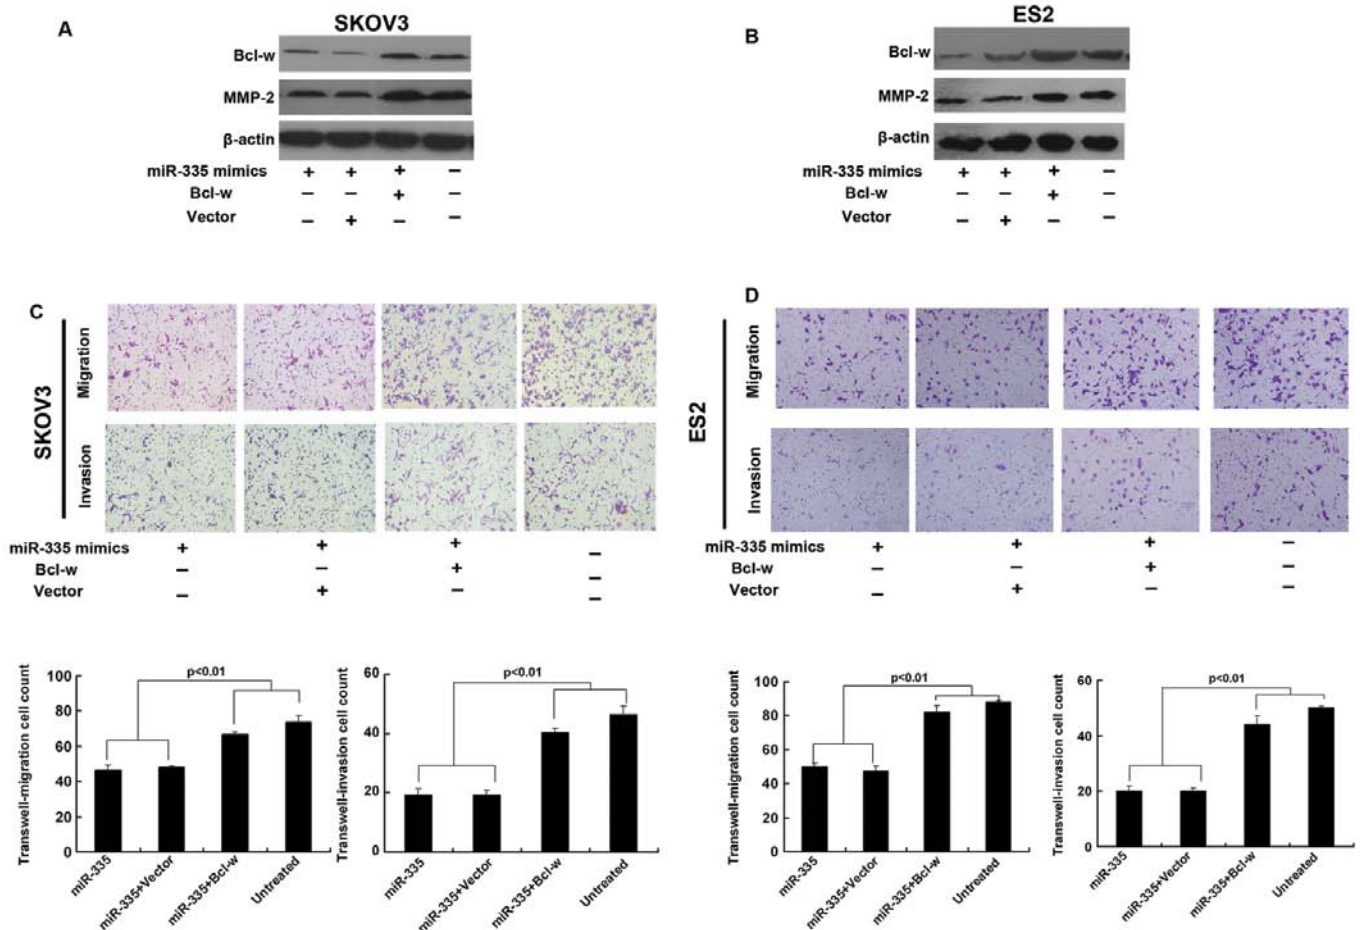 A
SKOV3
Bcl-w
MMP-2
β-actin
miR-335 mimics + + + −
Bcl-w − − + −
Vector − + − −
B
ES2
Bcl-w
MMP-2
β-actin
miR-335 mimics + + + −
Bcl-w − − + −
Vector − + − −
C
SKOV3
Migration
Invasion
miR-335 mimics + + + −
Bcl-w − − + −
Vector − + − −
D
ES2
Migration
Invasion
miR-335 mimics + + + −
Bcl-w − − + −
Vector − + − −
Transwell-migration cell count
100
80
60
40
20
0
p<0.01
miR-335
miR-335+Vector
miR-335+Bcl-w
Untreated
Transwell-invasion cell count
60
40
20
0
p<0.01
miR-335
miR-335+Vector
miR-335+Bcl-w
Untreated
Transwell-migration cell count
100
80
60
40
20
0
p<0.01
miR-335
miR-335+Vector
miR-335+Bcl-w
Untreated
Transwell-invasion cell count
60
40
20
0
p<0.01
miR-335
miR-335+Vector
miR-335+Bcl-w
Untreated